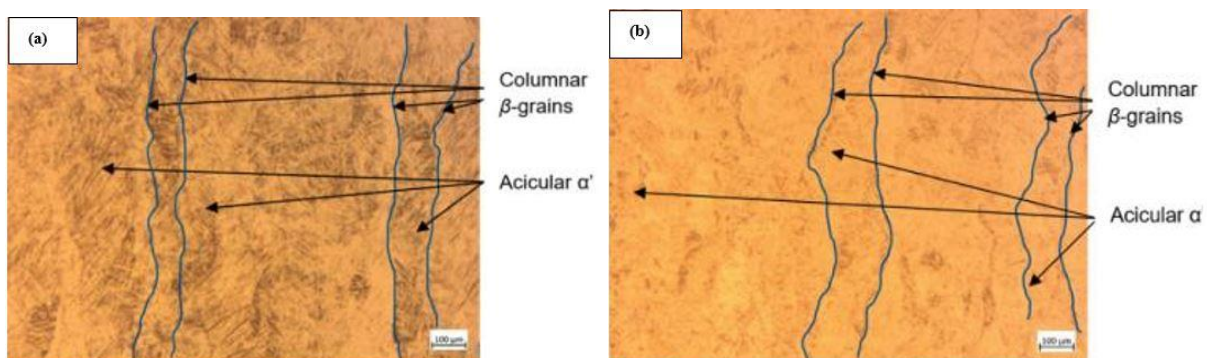 (a)
Columnar
β-grains
Acicular α'
100 μm
(b)
Columnar
β-grains
Acicular α
100 μm